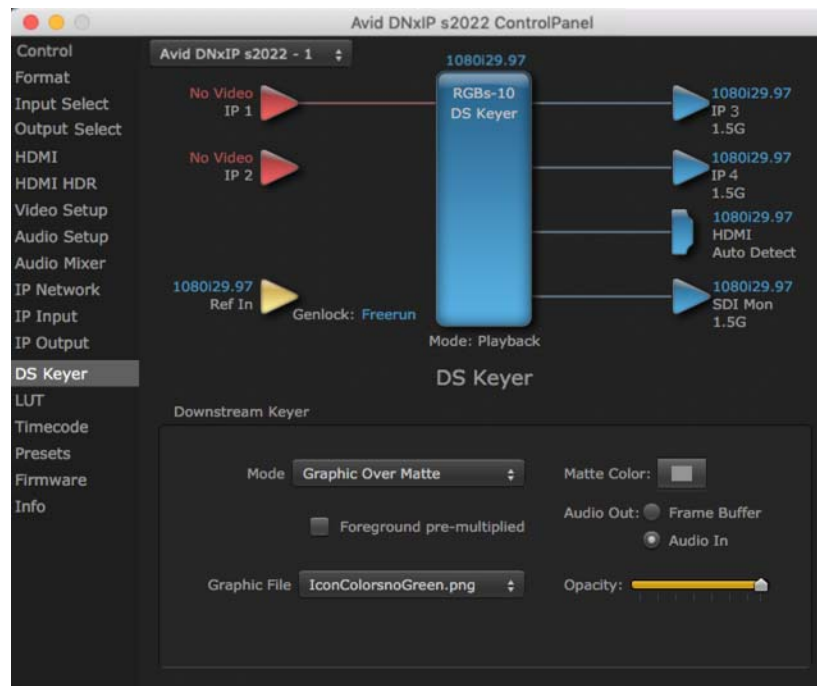 Avid DNxIP s2022 ControlPanel
Control
Format
Input Select
Output Select
HDMI
HDMI HDR
Video Setup
Audio Setup
Audio Mixer
IP Network
IP Input
IP Output
DS Keyer
LUT
Timecode
Presets
Firmware
Info
Avid DNxIP s2022 - 1
1080i29.97
No Video
IP 1
RGBs-10
DS Keyer
1080i29.97
IP 3
1.5G
No Video
IP 2
1080i29.97
IP 4
1.5G
1080i29.97
HDMI
Auto Detect
1080i29.97
Ref In
Genlock: Freerun
1080i29.97
SDI Mon
1.5G
Mode: Playback
DS Keyer
Downstream Keyer
Mode Graphic Over Matte
Matte Color:
Foreground pre-multiplied
Audio Out: Frame Buffer
Audio In
Graphic File IconColorsnoGreen.png
Opacity: